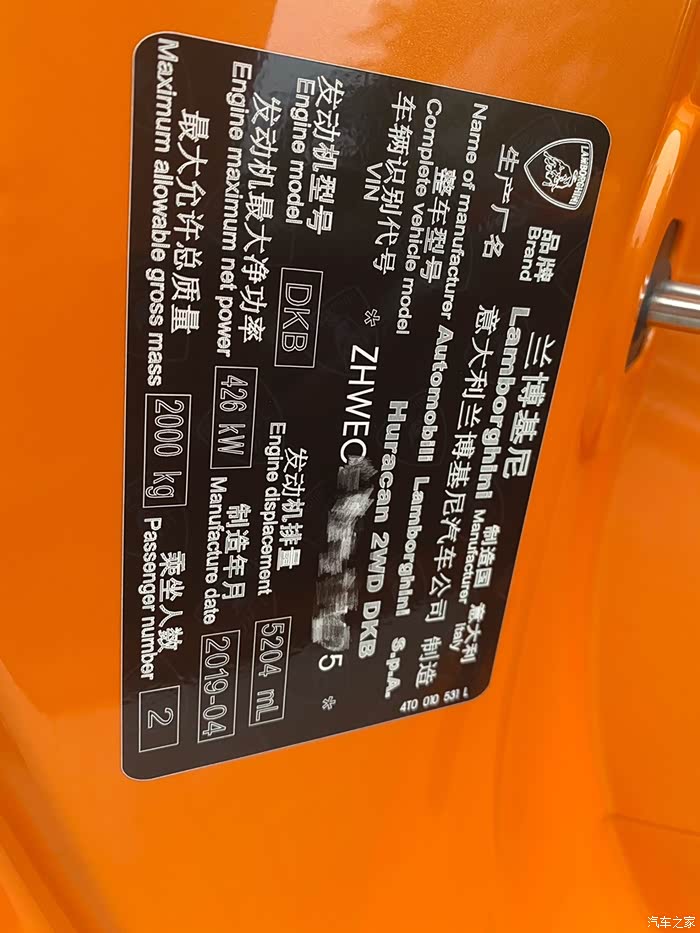 LAMBORGHINI
品牌 兰博基尼 制造国 意大利
Brand Lamborghini Manufacturer Italy
生产厂名 意大利兰博基尼汽车公司 制造
Name of manufacturer Automobili Lamborghini S.p.A.
整车型号
Complete vehicle model Huracan 2WD DKB
车辆识别代号
VIN * ZHWEC 5 *
发动机型号 DKB 发动机排量 5204 mL
Engine model Engine displacement
发动机最大净功率 426 kW 制造年月 2019-04
Engine maximum net power Manufacture date
最大允许总质量 2000 kg 乘坐人数 2
Maximum allowable gross mass Passenger number
4T0 010 531 L
汽车之家